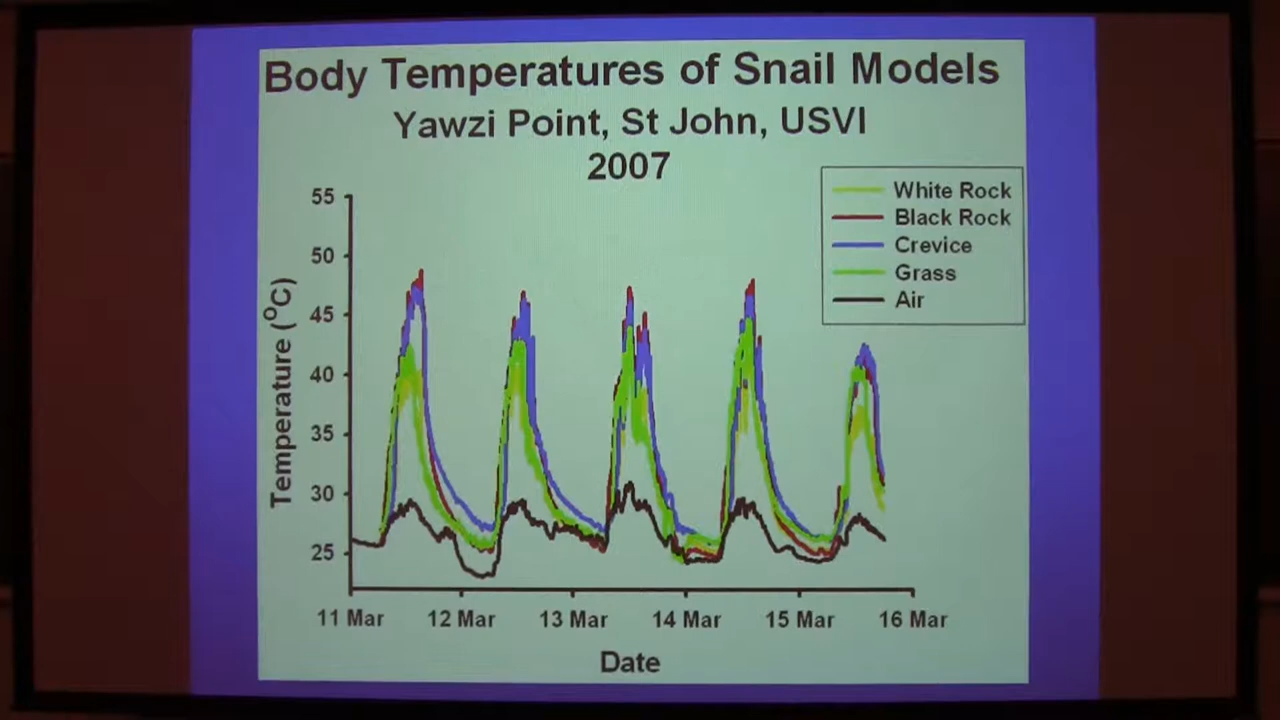 Body Temperatures of Snail Models
Yawzi Point, St John, USVI
2007
White Rock
Black Rock
Crevice
Grass
Air
Temperature (°C)
55
50
45
40
35
30
25
11 Mar 12 Mar 13 Mar 14 Mar 15 Mar 16 Mar
Date